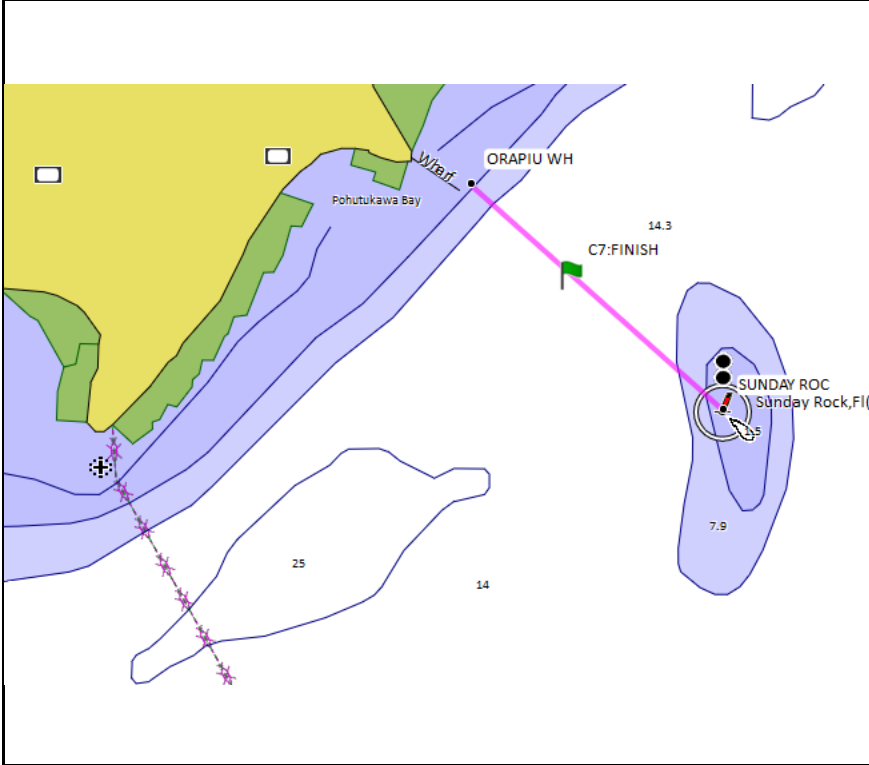 Wharf
ORAPIU WH
Pohutukawa Bay
14.3
C7:FINISH
SUNDAY ROC
Sunday Rock,Fl(
7.9
25
14